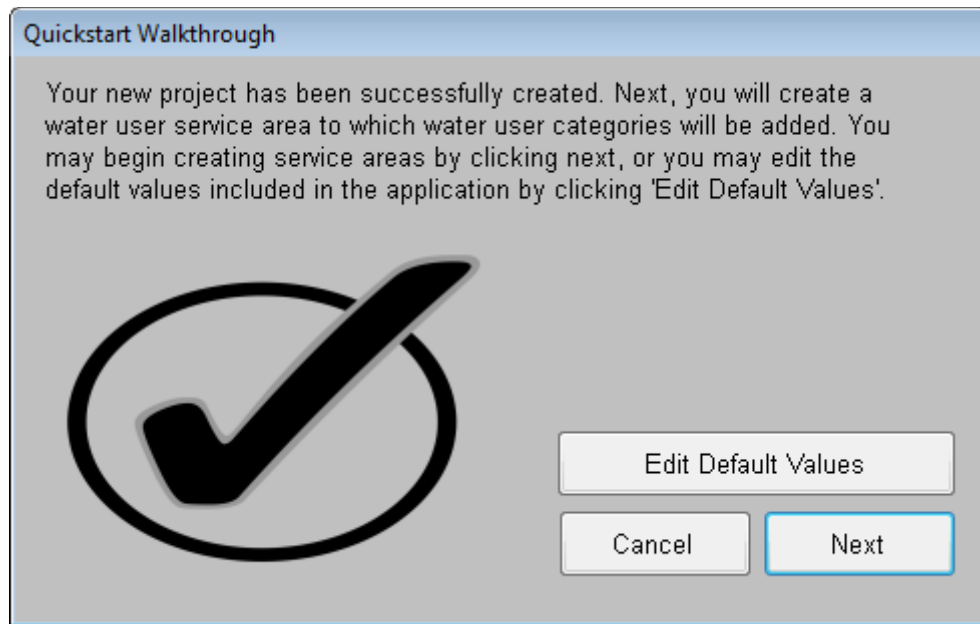 Quickstart Walkthrough
Your new project has been successfully created. Next, you will create a
water user service area to which water user categories will be added. You
may begin creating service areas by clicking next, or you may edit the
default values included in the application by clicking 'Edit Default Values'.
Edit Default Values
Cancel
Next